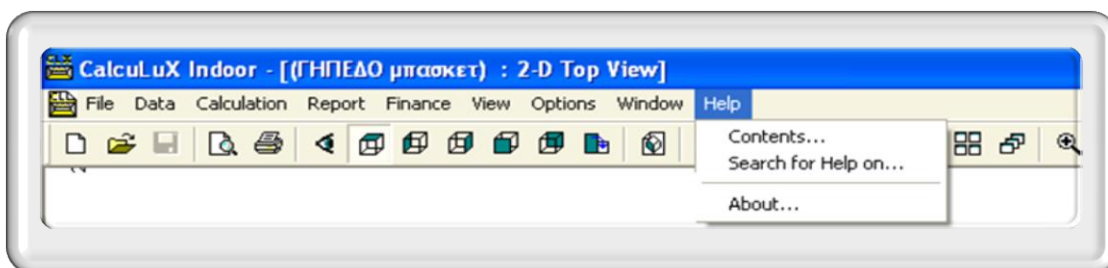 CalcuLuX Indoor - [(ΓΗΠΕΔΟ μπασκετ) : 2-D Top View]
File Data Calculation Report Finance View Options Window Help
Contents...
Search for Help on...
About...